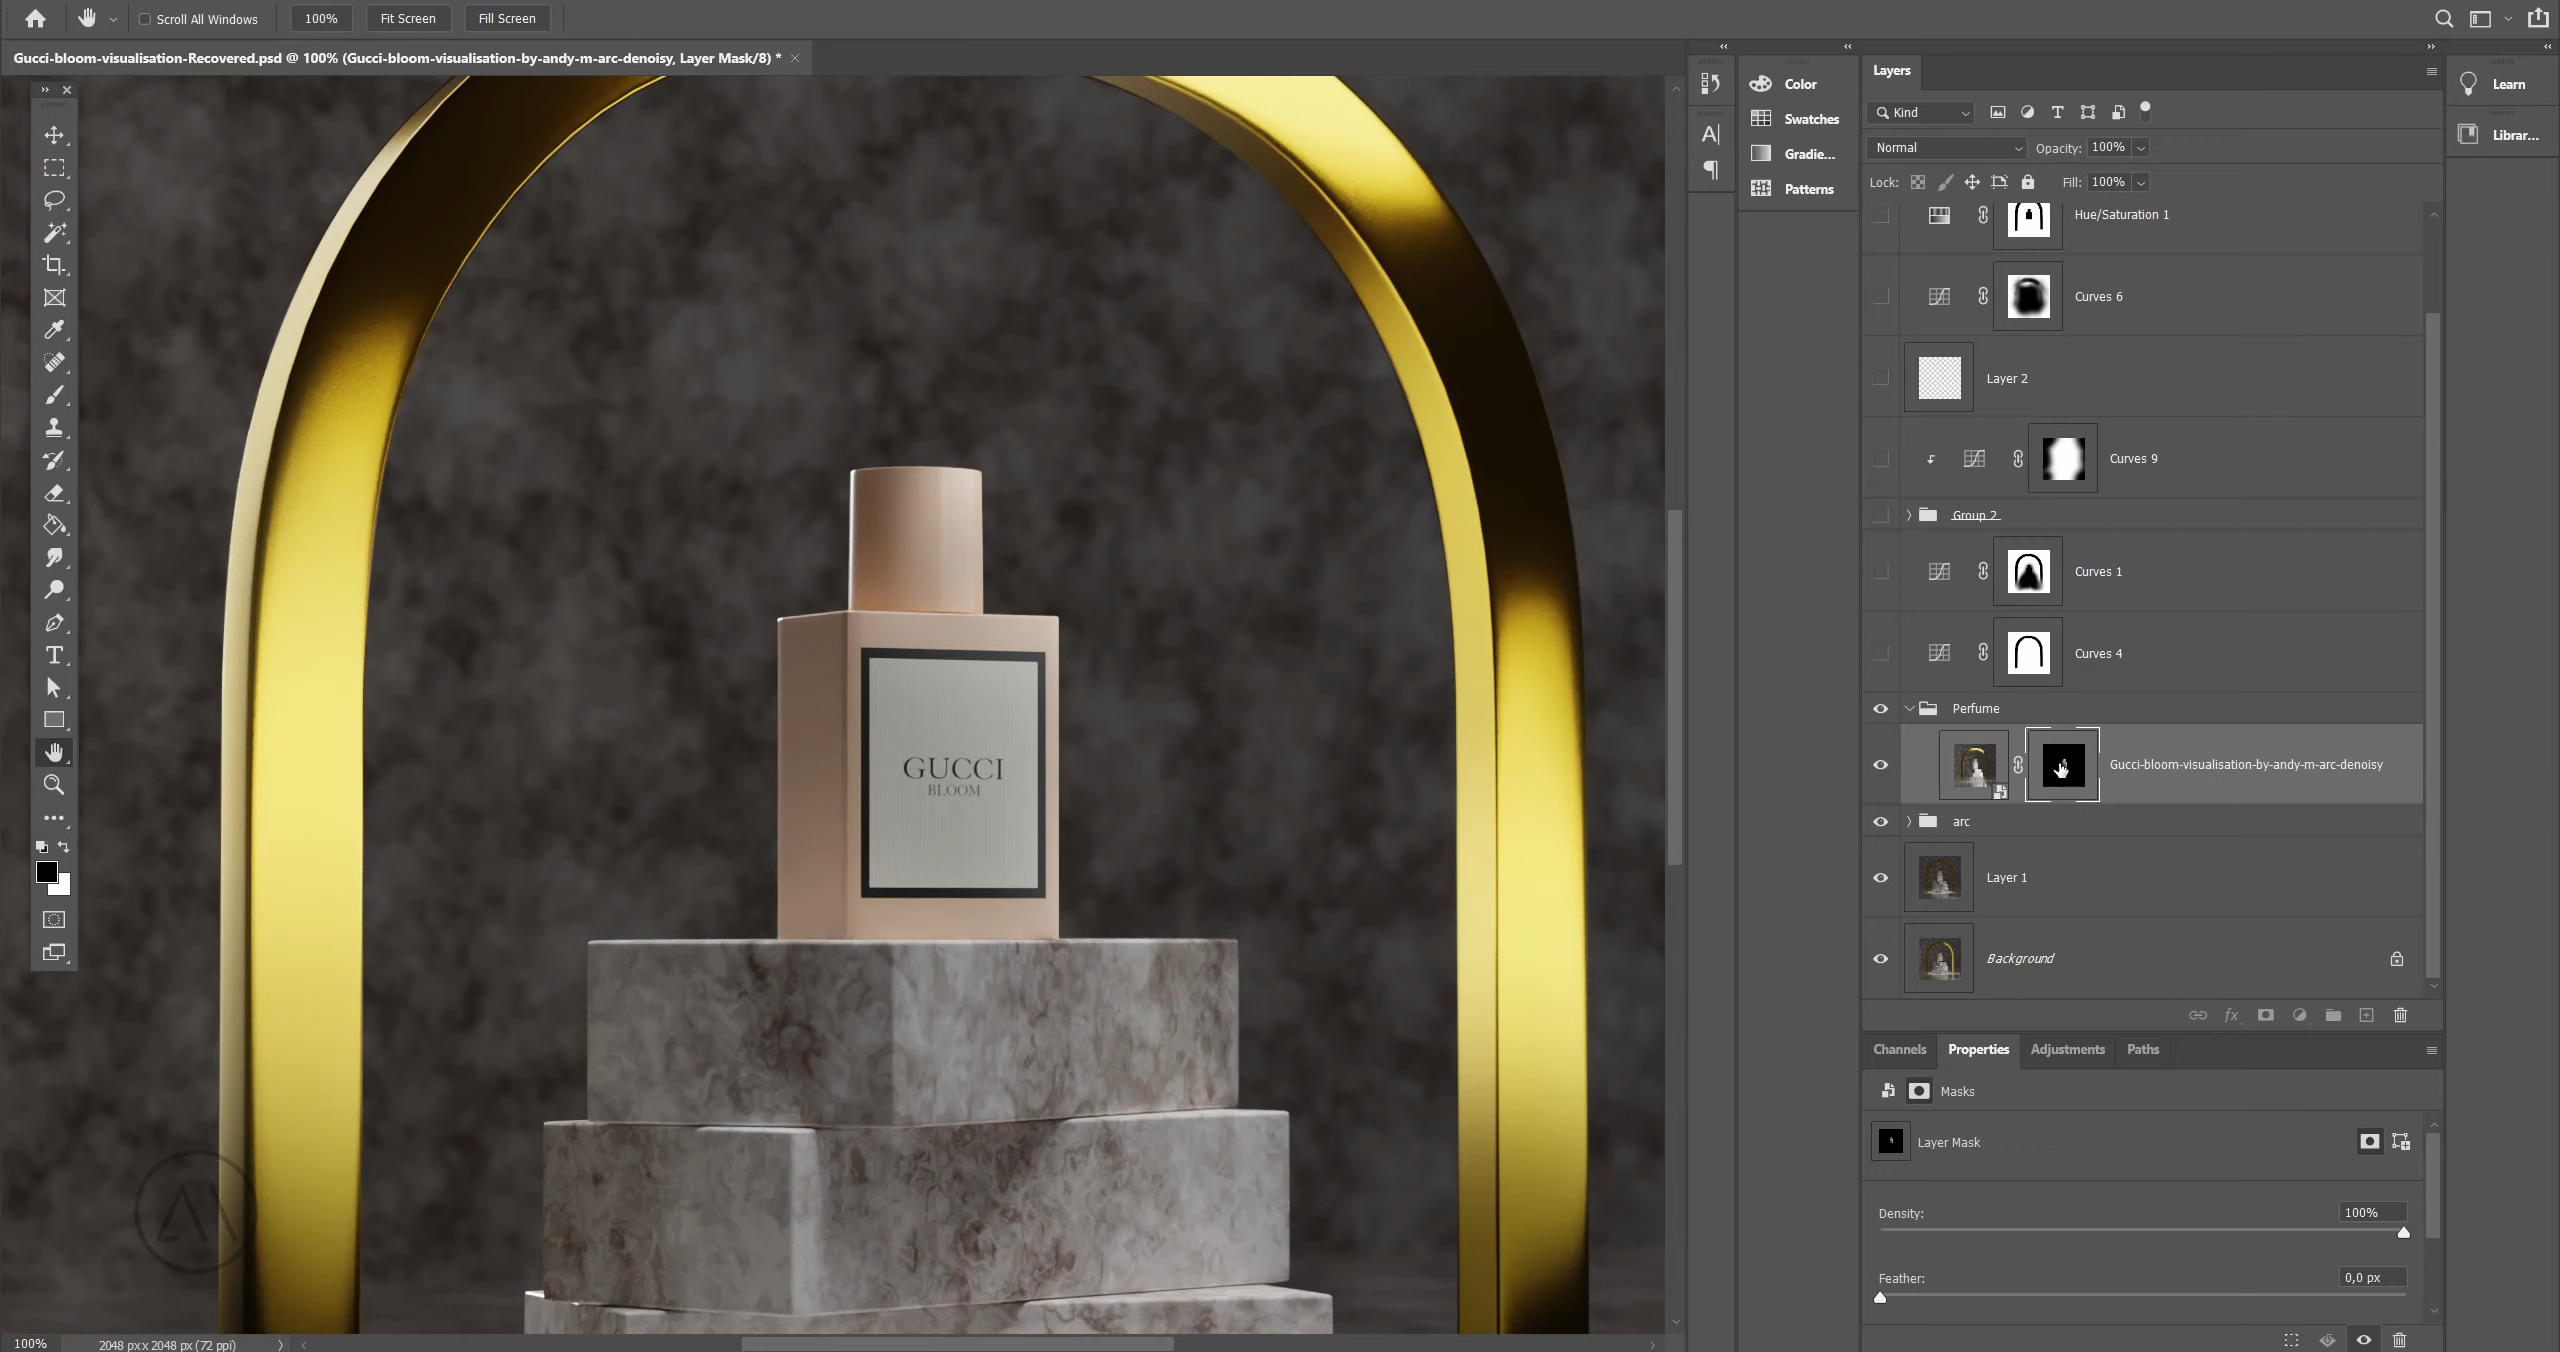 Scroll All Windows
100%
Fit Screen
Fill Screen
Gucci-bloom-visualisation-Recovered.psd @ 100% (Gucci-bloom-visualisation-by-andy-m-arc-denoisy, Layer Mask/8) *
GUCCI
BLOOM
100%
2048 px x 2048 px (72 ppi)
Color
Swatches
Gradie...
Patterns
Layers
Kind
Normal
Opacity:
100%
Lock:
Fill:
100%
Hue/Saturation 1
Curves 6
Layer 2
Curves 9
Group 2
Curves 1
Curves 4
Perfume
Gucci-bloom-visualisation-by-andy-m-arc-denoisy
arc
Layer 1
Background
Channels
Properties
Adjustments
Paths
Masks
Layer Mask
Density:
100%
Feather:
0,0 px
Learn
Librar...